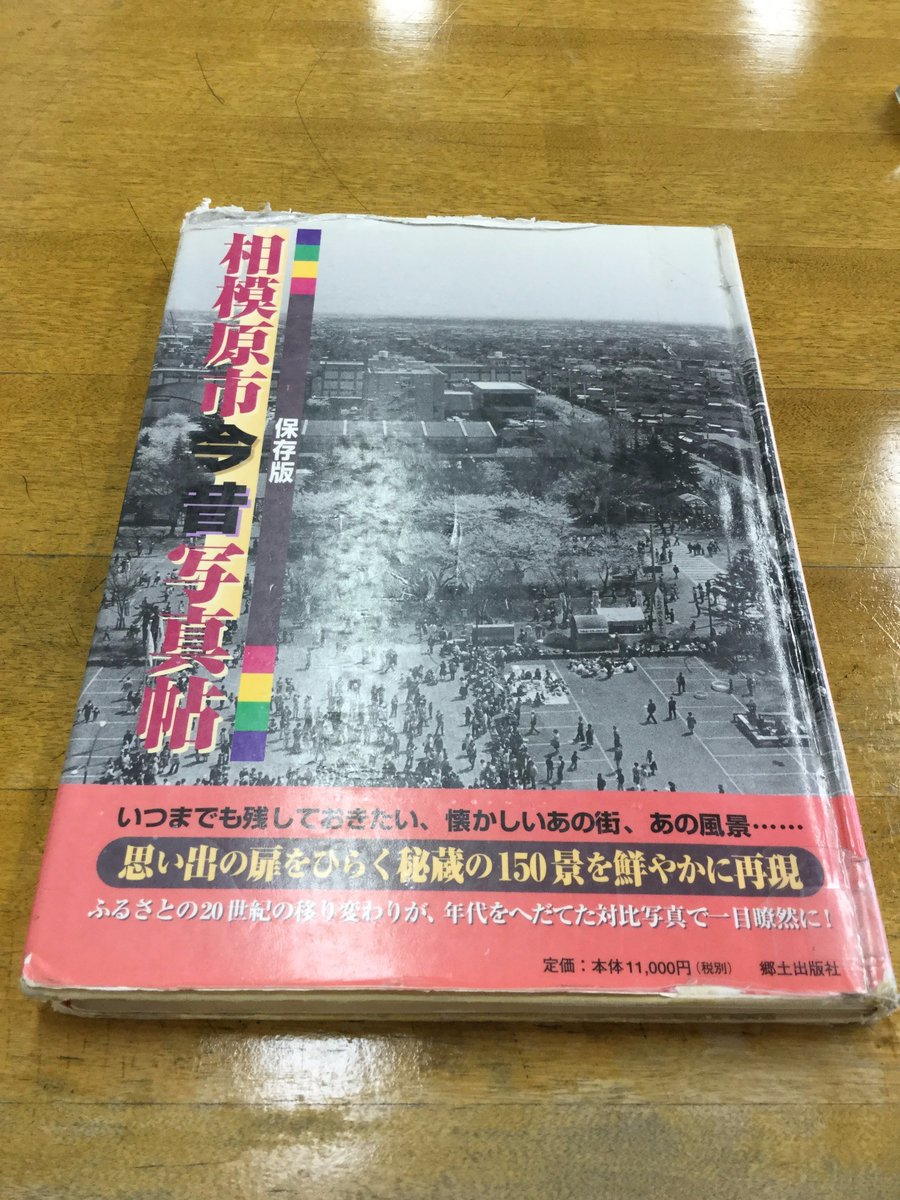 相模原市今昔写真帖
保存版
いつまでも残しておきたい、懐かしいあの街、あの風景……
思い出の扉をひらく秘蔵の150景を鮮やかに再現
ふるさとの20世紀の移り変わりが、年代をへだてた対比写真で一目瞭然に!
定価:本体11,000円(税別) 郷土出版社